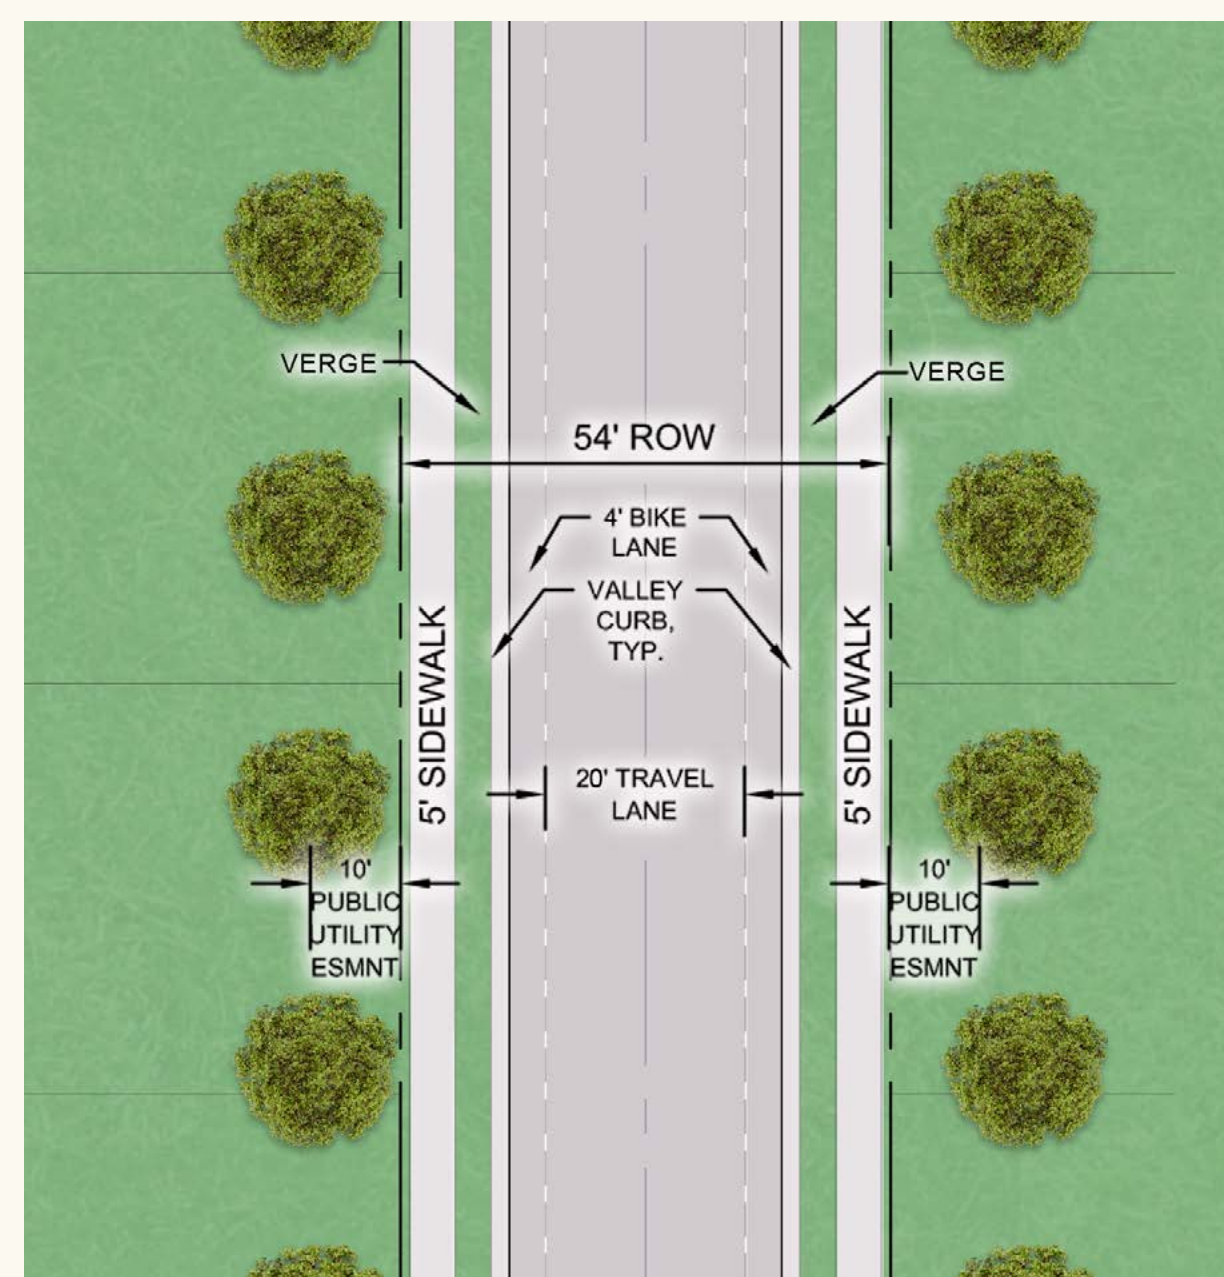 VERGE
VERGE
54' ROW
4' BIKE
LANE
VALLEY
CURB,
TYP.
5' SIDEWALK
5' SIDEWALK
20' TRAVEL
LANE
10'
PUBLIC
UTILITY
ESMNT
10'
PUBLIC
UTILITY
ESMNT